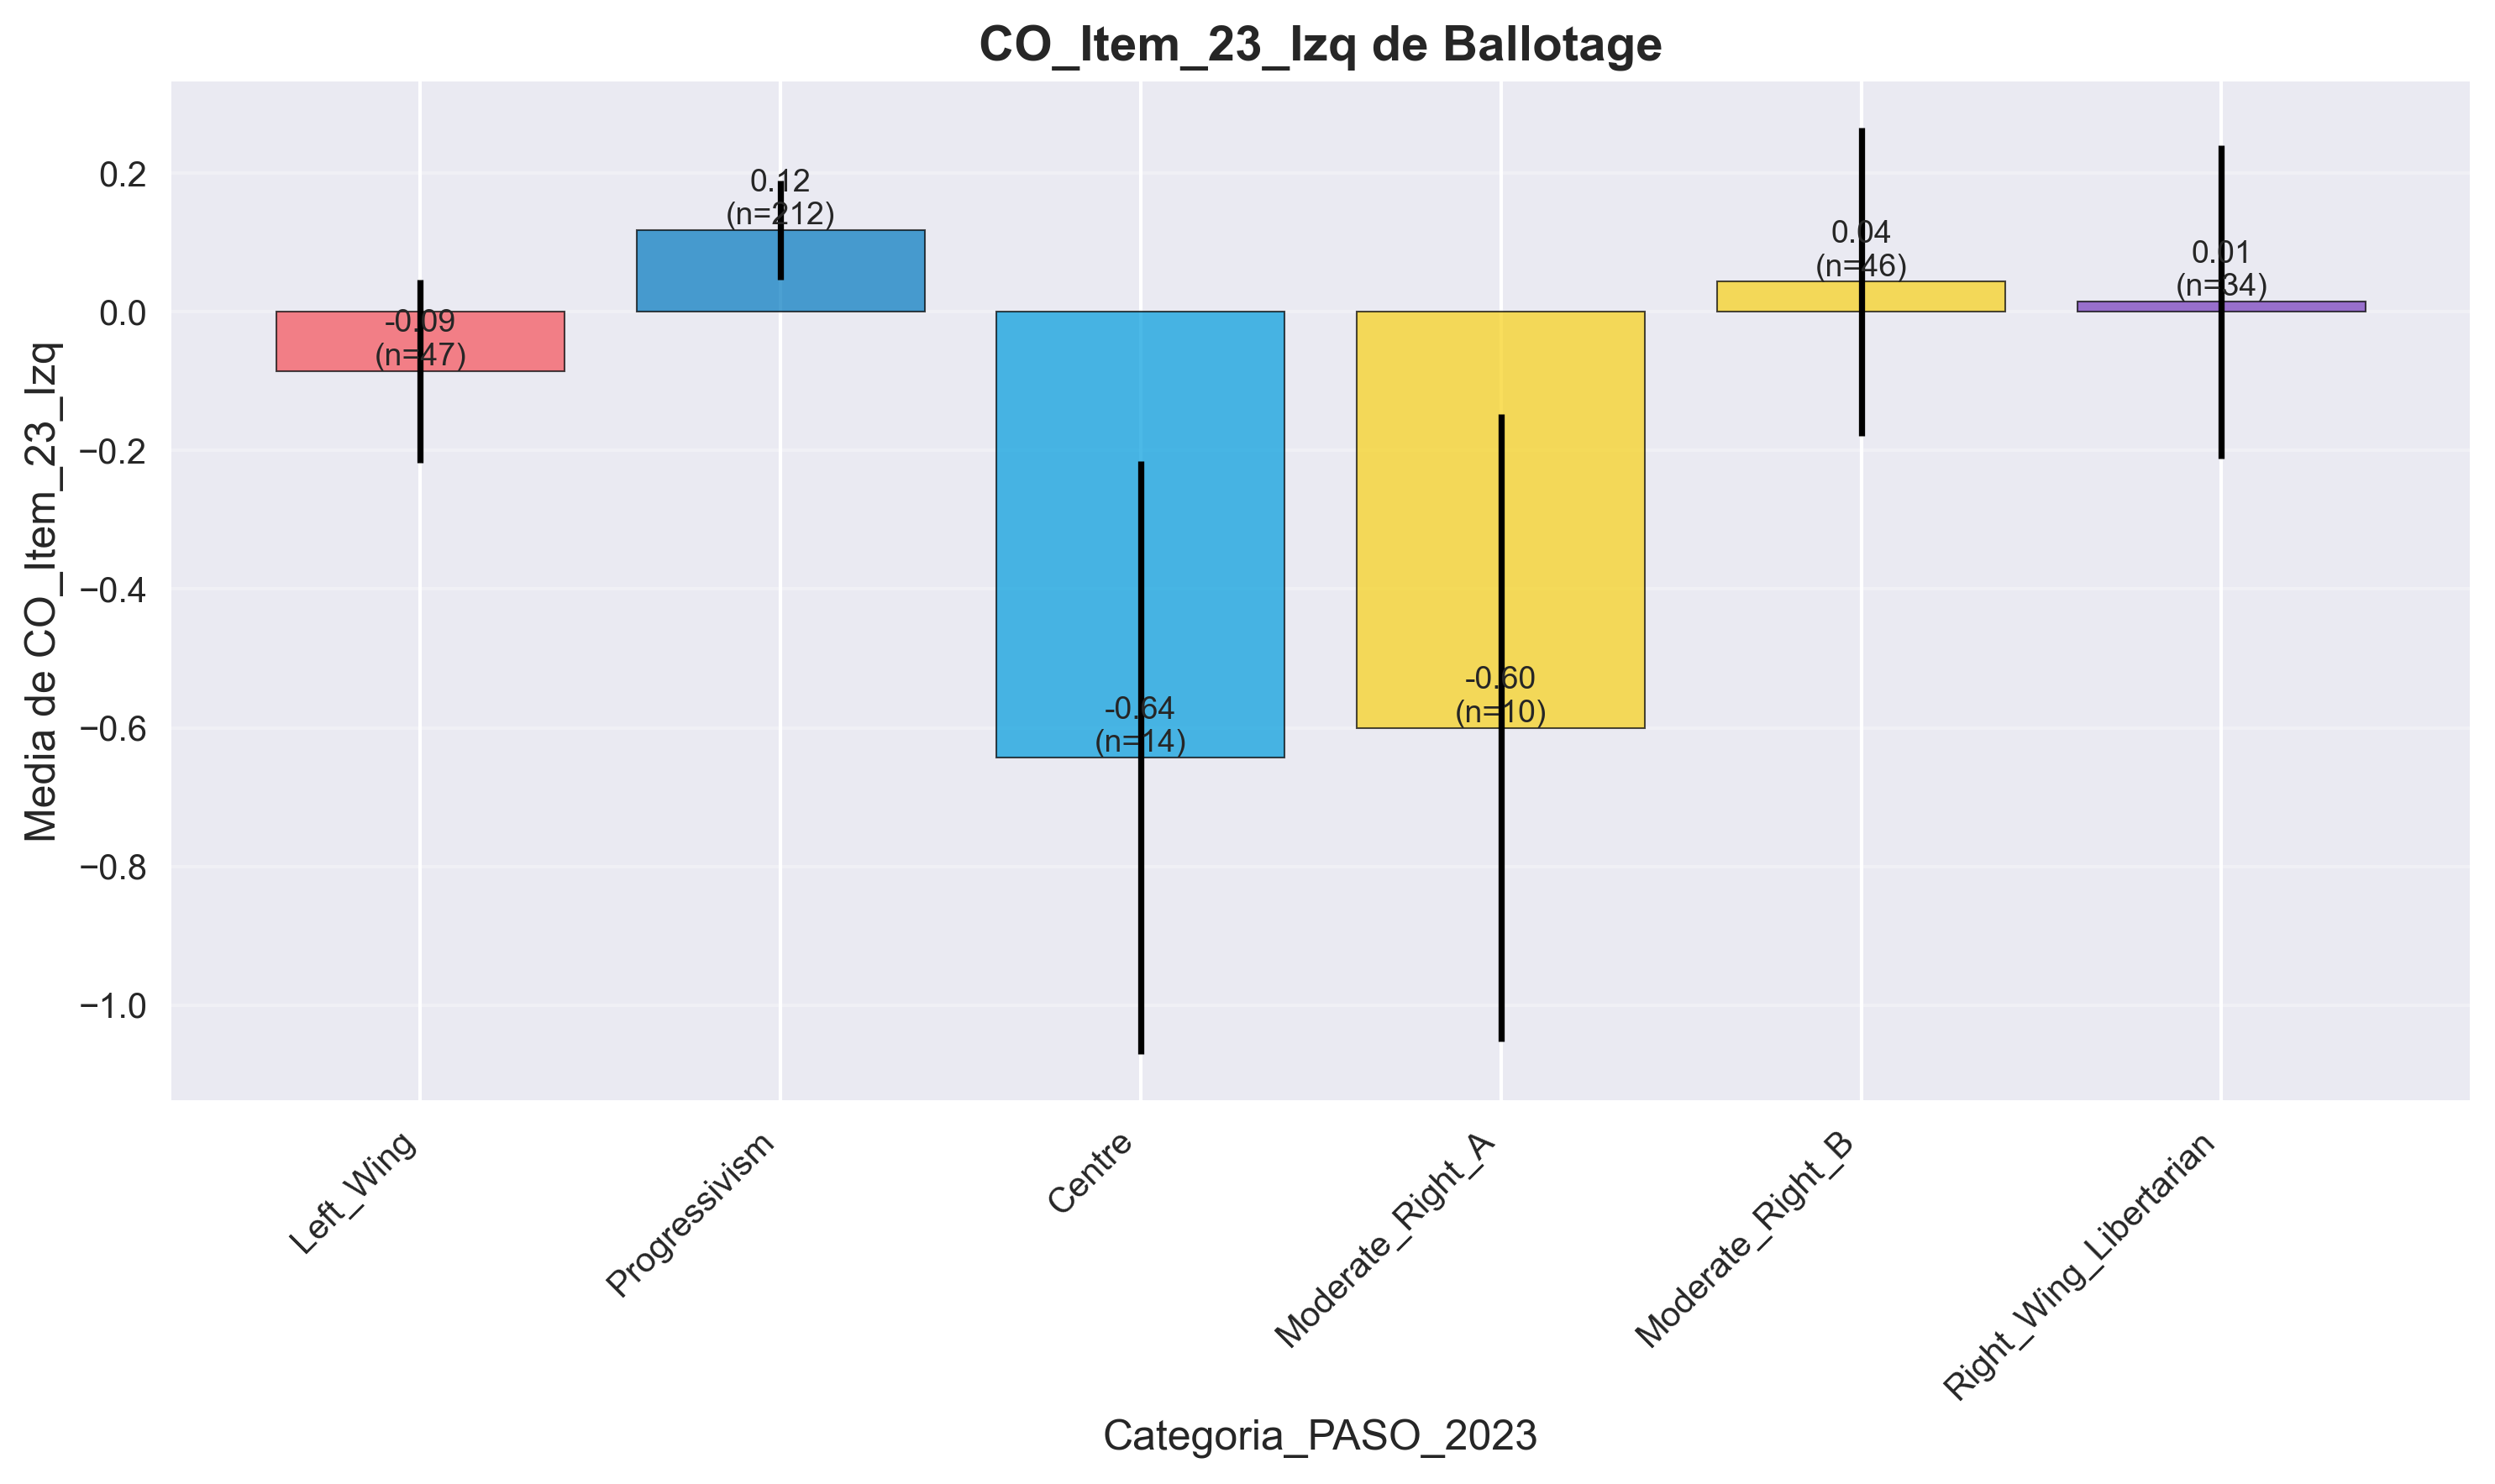 CO_Item_23_Izq de Ballotage
Media de CO_Item_23_Izq
0.2
0.0
−0.2
−0.4
−0.6
−0.8
−1.0
-0.09
(n=47)
0.12
(n=212)
-0.64
(n=14)
-0.60
(n=10)
0.04
(n=46)
0.01
(n=34)
Left_Wing
Progressivism
Centre
Moderate_Right_A
Moderate_Right_B
Right_Wing_Libertarian
Categoria_PASO_2023